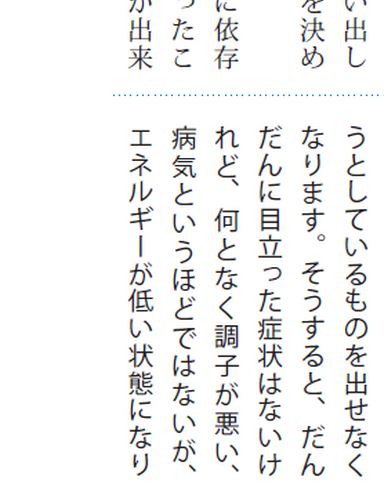 い出し
を決め
に依存
ったこ
が出来
うとしているものを出せなく
なります。そうすると、だん
だんに目立った症状はないけ
れど、何となく調子が悪い、
病気というほどではないが、
エネルギーが低い状態になり